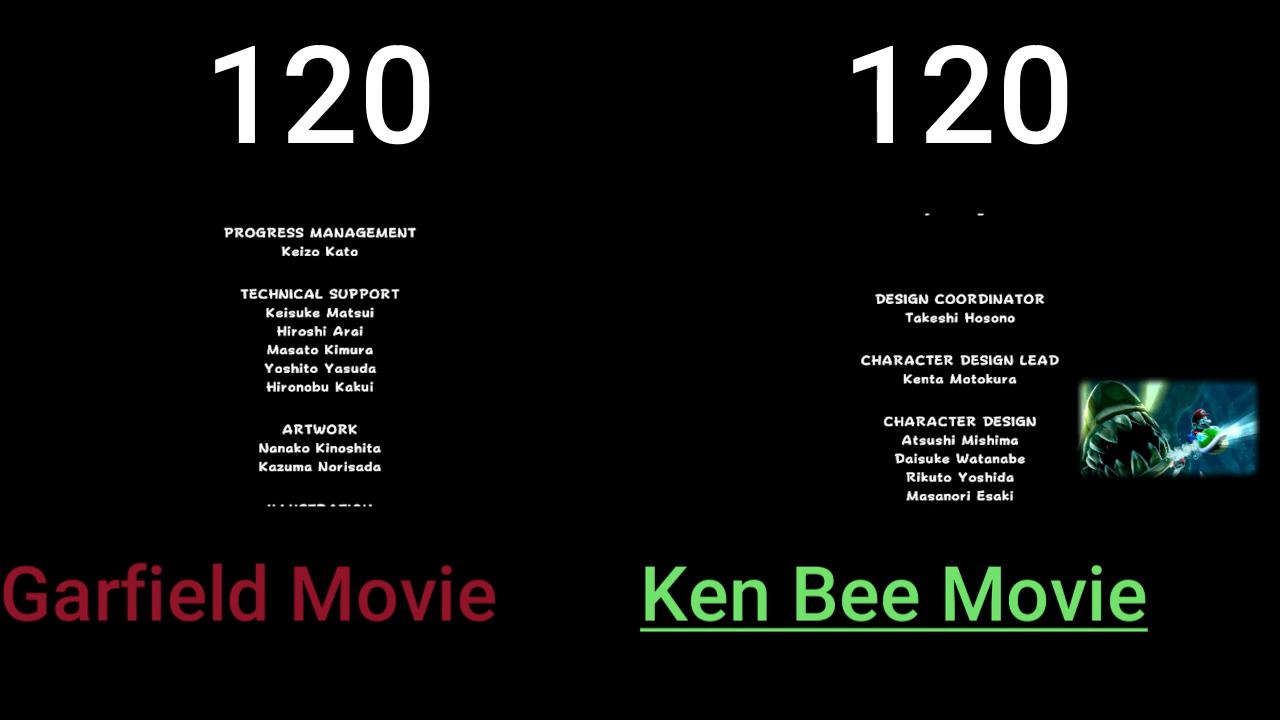 120
PROGRESS MANAGEMENT
Keizo Kato
TECHNICAL SUPPORT
Keisuke Matsui
Hiroshi Arai
Masato Kimura
Yoshito Yasuda
Hironobu Kakui
ARTWORK
Nanako Kinoshita
Kazuma Norisada
Garfield Movie
120
DESIGN COORDINATOR
Takeshi Hosono
CHARACTER DESIGN LEAD
Kenta Motokura
CHARACTER DESIGN
Atsushi Mishima
Daisuke Watanabe
Rikuto Yoshida
Masanori Esaki
Ken Bee Movie